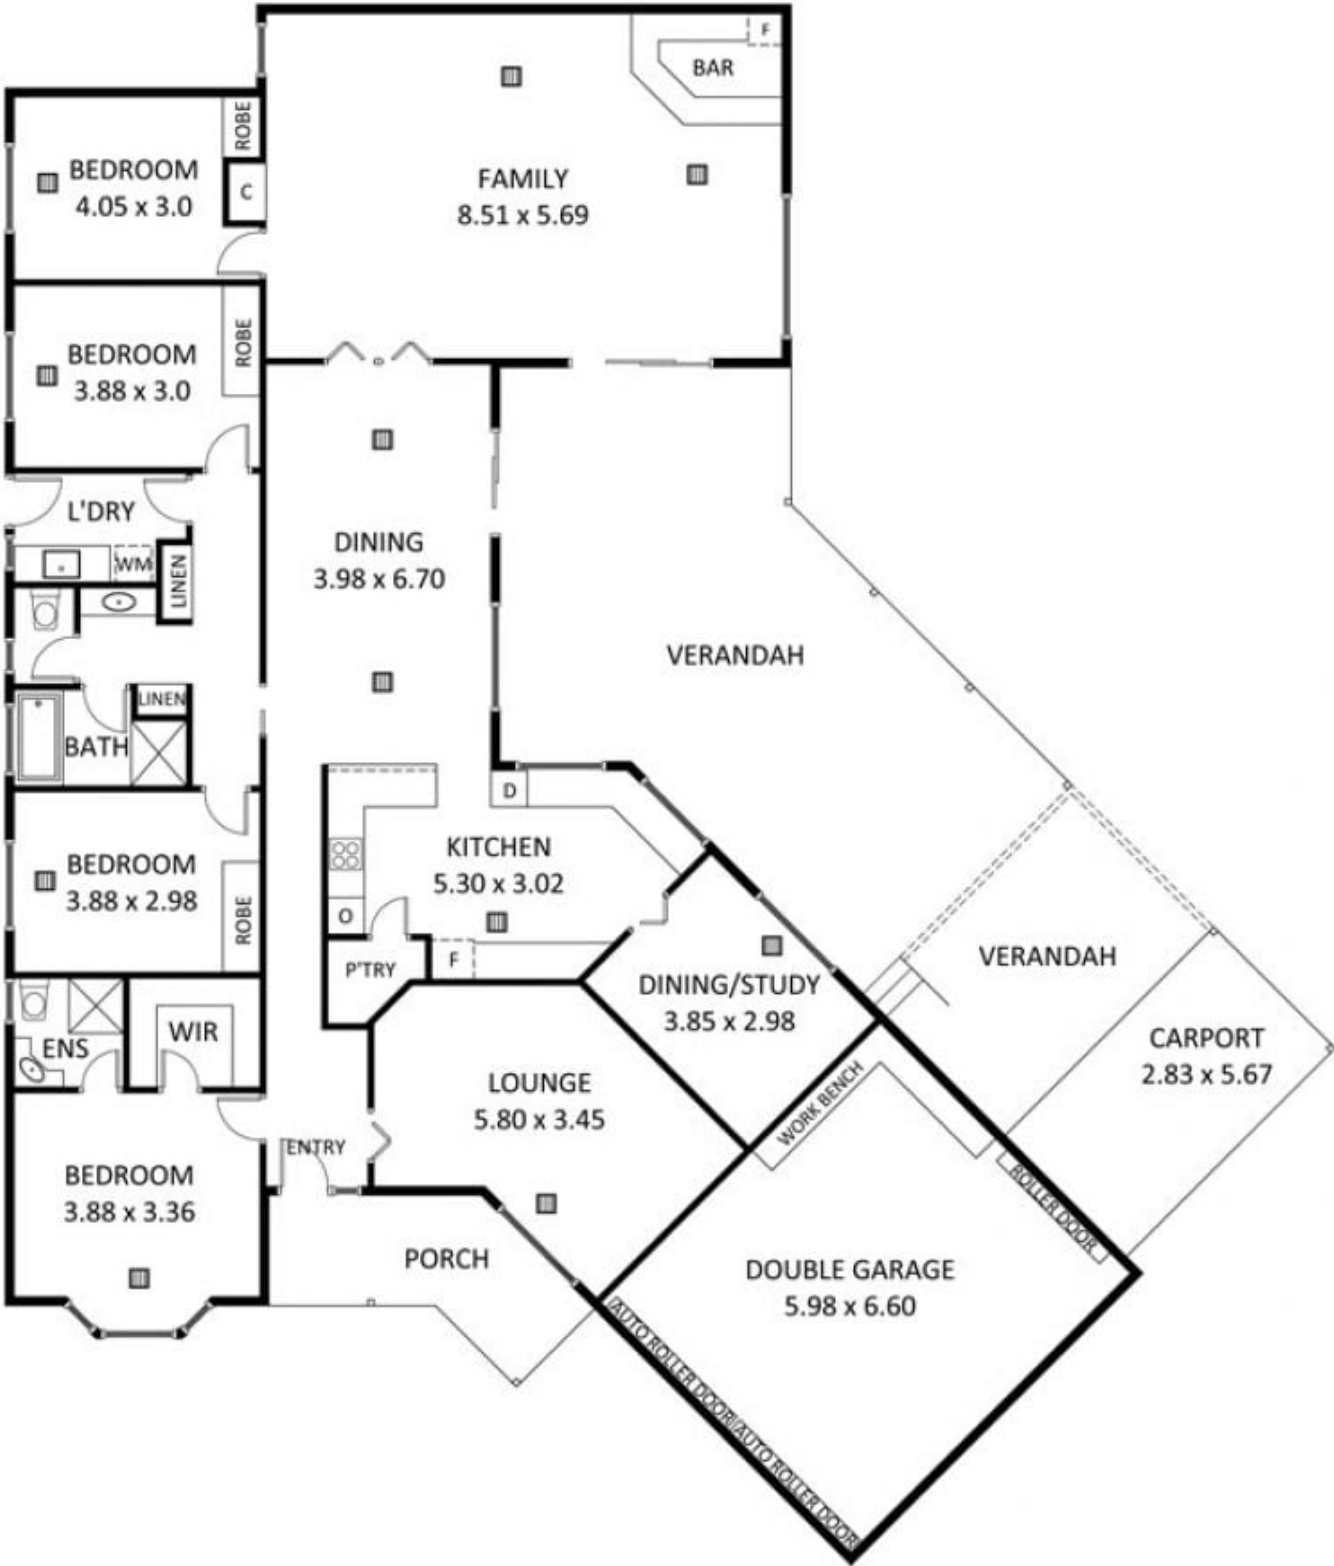 F
BAR
ROBE
BEDROOM
4.05 x 3.0
C
FAMILY
8.51 x 5.69
ROBE
BEDROOM
3.88 x 3.0
L'DRY
WM
LINEN
DINING
3.98 x 6.70
VERANDAH
LINEN
BATH
D
KITCHEN
5.30 x 3.02
BEDROOM
3.88 x 2.98
ROBE
O
P'TRY
F
VERANDAH
DINING/STUDY
3.85 x 2.98
WIR
ENS
CARPORT
2.83 x 5.67
LOUNGE
5.80 x 3.45
WORK BENCH
ENTRY
BEDROOM
3.88 x 3.36
ROLLER DOOR
PORCH
DOUBLE GARAGE
5.98 x 6.60
AUTO ROLLER DOOR
AUTO ROLLER DOOR